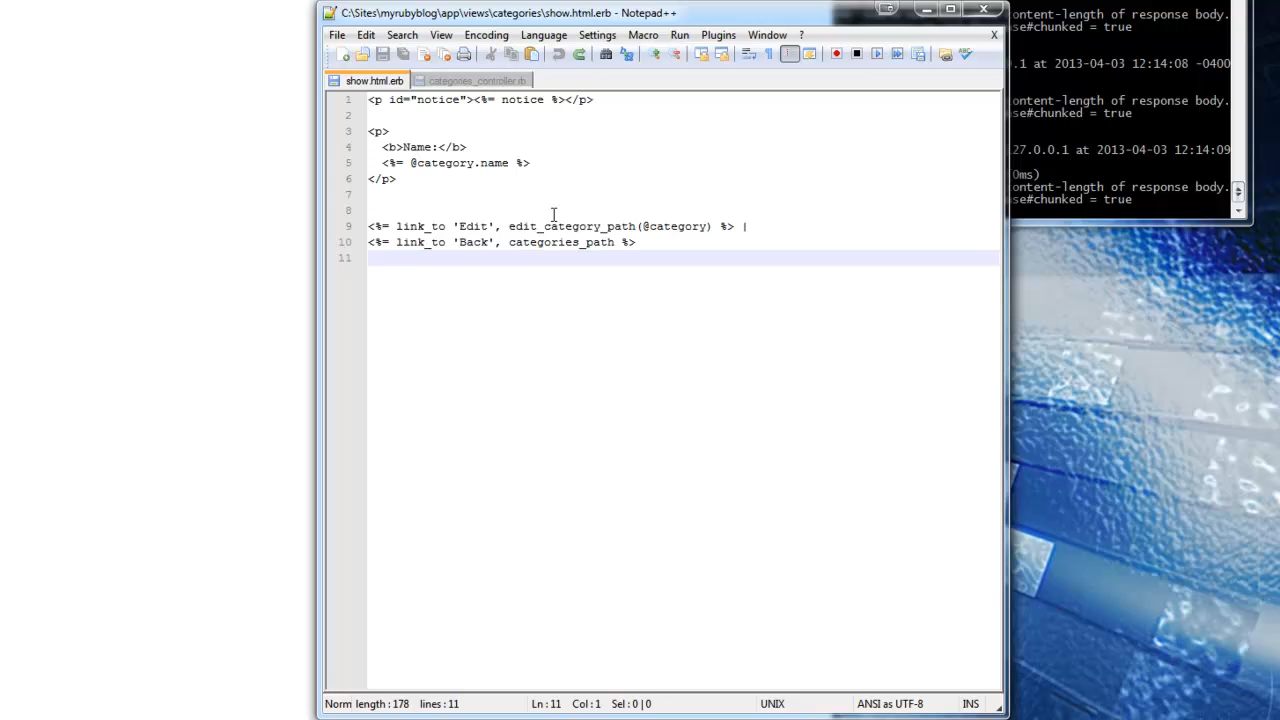 C:\Sites\myrubyblog\app\views\categories\show.html.erb - Notepad++
File Edit Search View Encoding Language Settings Macro Run Plugins Window ? X
show.html.erb categories_controller.rb
1 <p id="notice"><%= notice %></p>
2
3 <p>
4 <b>Name:</b>
5 <%= @category.name %>
6 </p>
7
8
9 <%= link_to 'Edit', edit_category_path(@category) %> |
10 <%= link_to 'Back', categories_path %>
11
Norm length : 178 lines : 11 Ln : 11 Col : 1 Sel : 0 | 0 UNIX ANSI as UTF-8 INS
ontent-length of response body.
se#chunked = true
.1 at 2013-04-03 12:14:08 -0400
ontent-length of response body.
se#chunked = true
27.0.0.1 at 2013-04-03 12:14:09
(0ms)
ontent-length of response body.
se#chunked = true